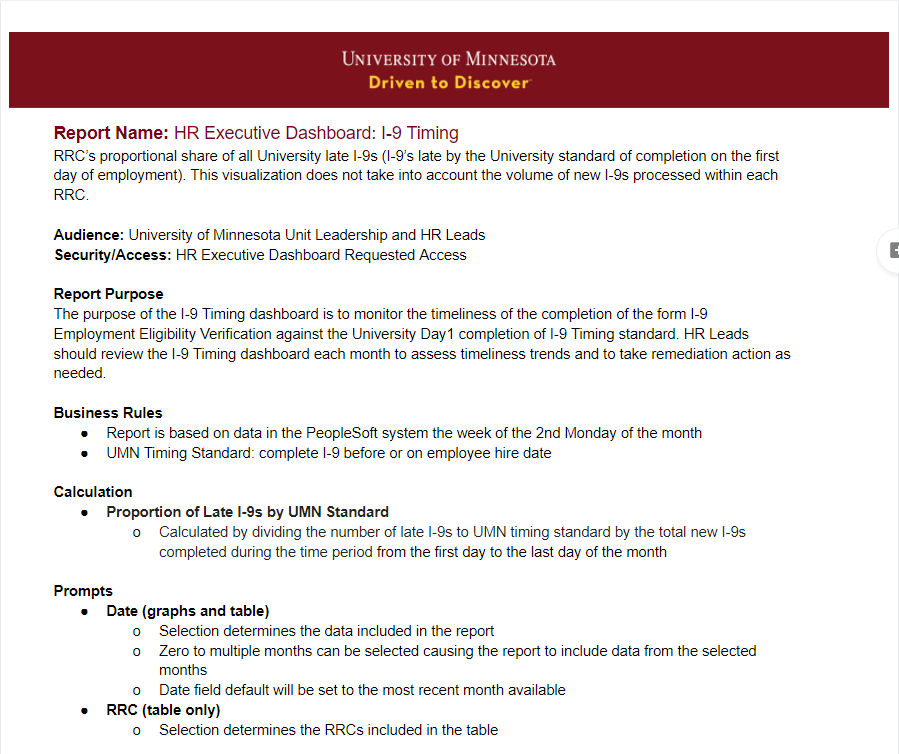 UNIVERSITY OF MINNESOTA
Driven to Discover
Report Name: HR Executive Dashboard: I-9 Timing
RRC's proportional share of all University late I-9s (I-9's late by the University standard of completion on the first
day of employment). This visualization does not take into account the volume of new I-9s processed within each
RRC.
Audience: University of Minnesota Unit Leadership and HR Leads
Security/Access: HR Executive Dashboard Requested Access
Report Purpose
The purpose of the I-9 Timing dashboard is to monitor the timeliness of the completion of the form I-9
Employment Eligibility Verification against the University Day1 completion of I-9 Timing standard. HR Leads
should review the I-9 Timing dashboard each month to assess timeliness trends and to take remediation action as
needed.
Business Rules
● Report is based on data in the PeopleSoft system the week of the 2nd Monday of the month
● UMN Timing Standard: complete I-9 before or on employee hire date
Calculation
● Proportion of Late I-9s by UMN Standard
o Calculated by dividing the number of late I-9s to UMN timing standard by the total new I-9s
completed during the time period from the first day to the last day of the month
Prompts
● Date (graphs and table)
o Selection determines the data included in the report
o Zero to multiple months can be selected causing the report to include data from the selected
months
o Date field default will be set to the most recent month available
● RRC (table only)
o Selection determines the RRCs included in the table